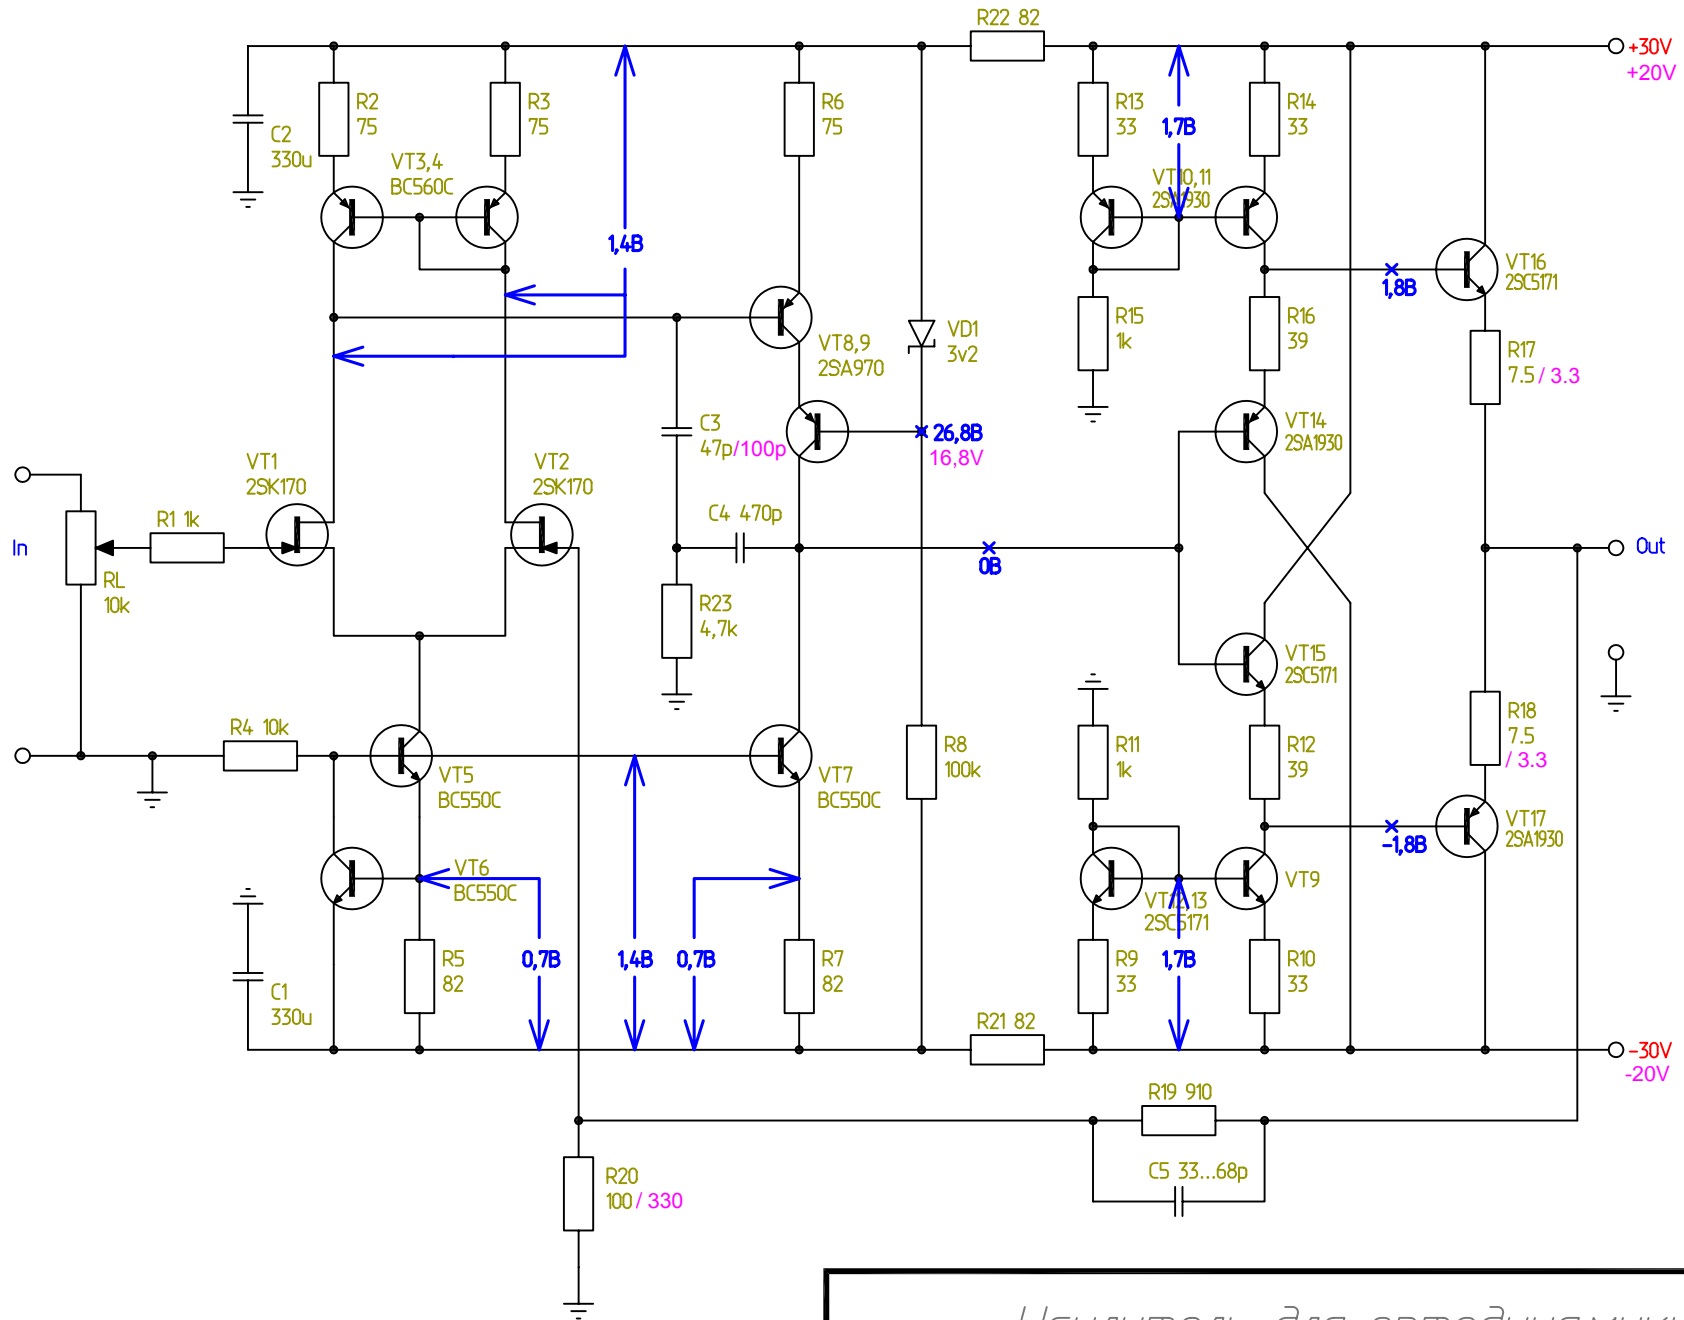 R22 82
+30V
+20V
R2
75
R3
75
R6
75
R13
33
1,7В
R14
33
C2
330u
VT3,4
BC560C
VT10,11
2SA1930
1,4В
VT16
2SC5171
1,8В
R15
1k
R16
39
VT8,9
2SA970
VD1
3v2
R17
7.5 / 3.3
C3
47p/100p
26,8В
16,8V
VT14
2SA1930
VT1
2SK170
VT2
2SK170
R1 1k
C4 470p
In
Out
0В
RL
10k
R23
4,7k
VT15
2SC5171
R4 10k
R18
7.5
/ 3.3
R8
100k
R11
1k
R12
39
VT5
BC550C
VT7
BC550C
VT17
2SA1930
-1,8В
VT6
BC550C
VT9
VT12,13
2SC5171
R5
82
0,7В
1,4В
0,7В
R7
82
R9
33
1,7В
R10
33
C1
330u
R21 82
-30V
-20V
R19 910
C5 33...68p
R20
100 / 330